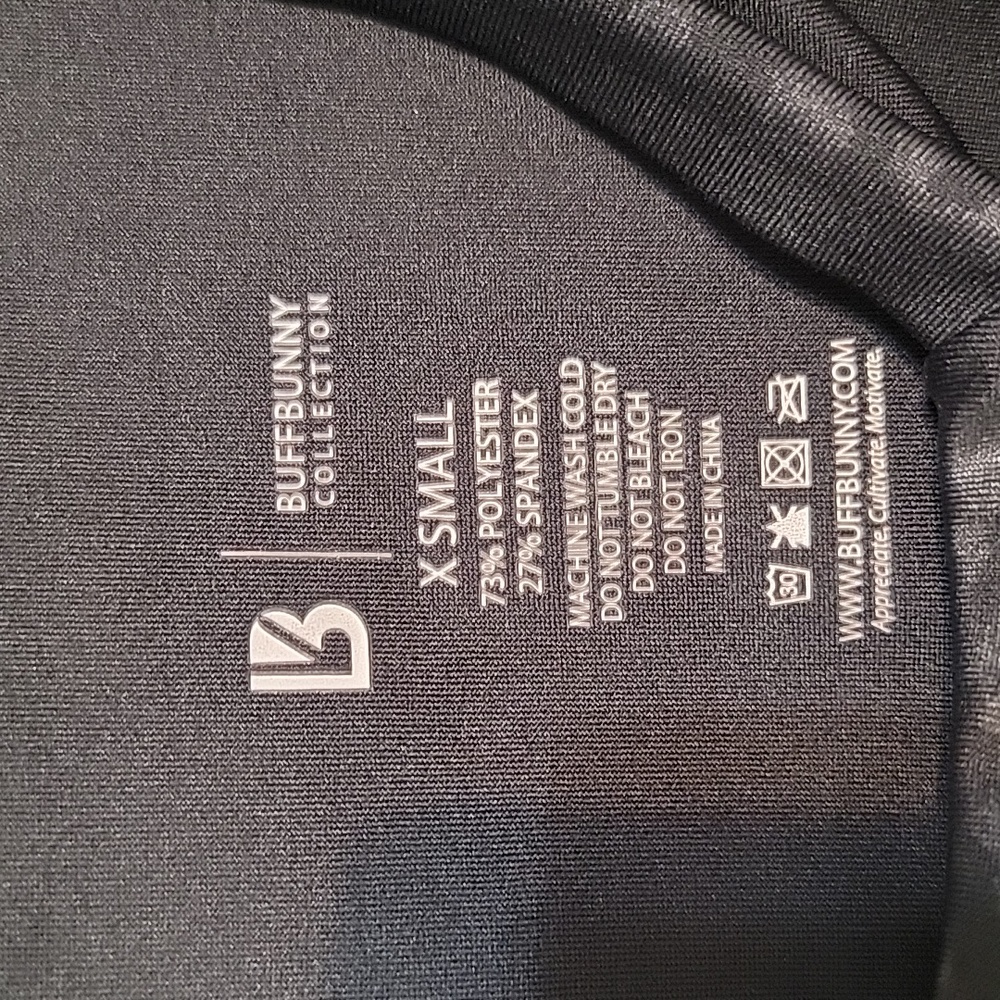 B
BUFFBUNNY
COLLECTION
X SMALL
73% POLYESTER
27% SPANDEX
MACHINE WASH COLD
DO NOT TUMBLE DRY
DO NOT BLEACH
DO NOT IRON
MADE IN CHINA
30
WWW.BUFFBUNNY.COM
Appreciate. Cultivate. Motivate.